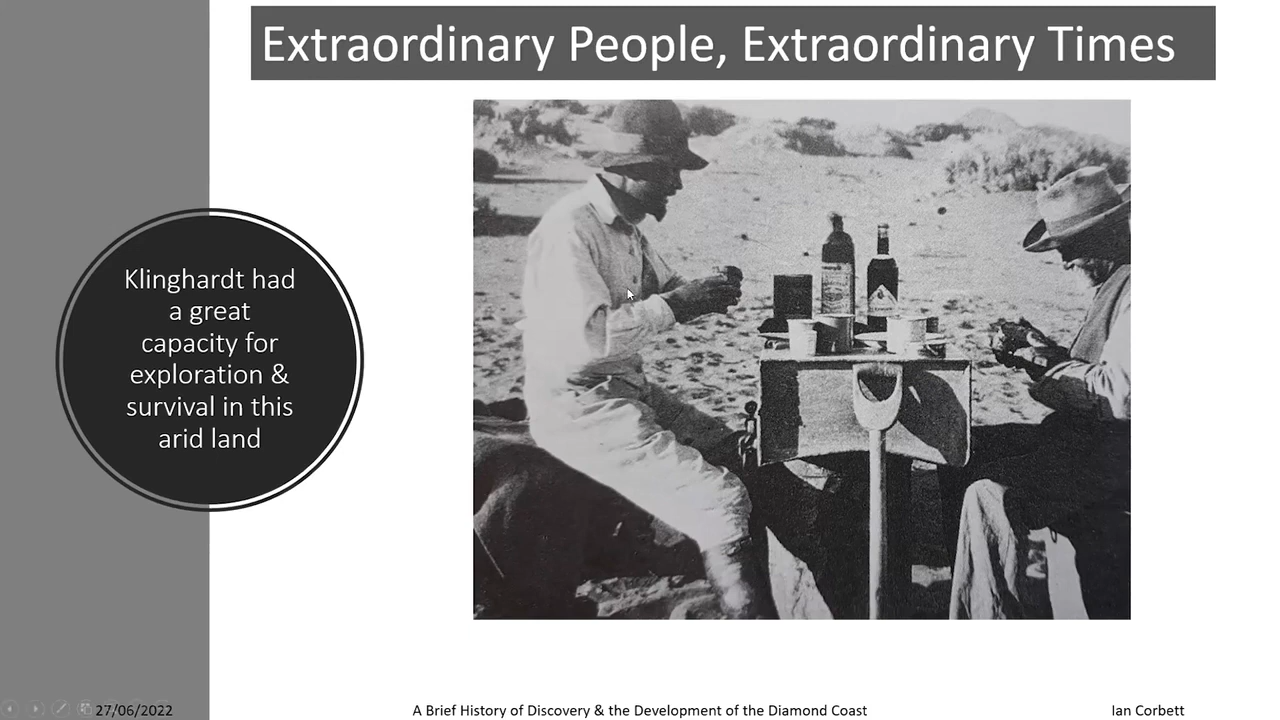 Extraordinary People, Extraordinary Times
Klinghardt had
a great
capacity for
exploration &
survival in this
arid land
27/06/2022
A Brief History of Discovery & the Development of the Diamond Coast
Ian Corbett